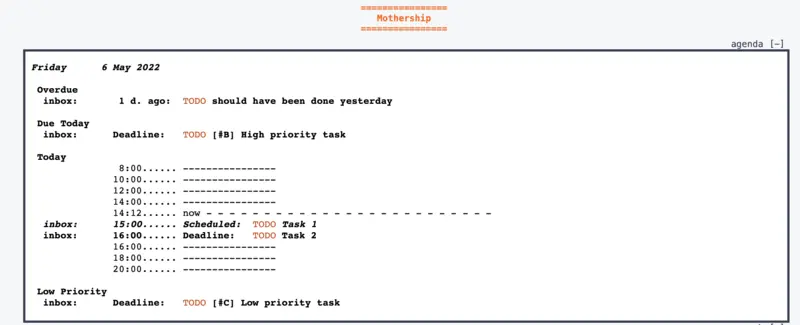 ================
Mothership
================
agenda [-]
Friday      6 May 2022
Overdue
inbox:       1 d. ago:  TODO should have been done yesterday
Due Today
inbox:      Deadline:   TODO [#B] High priority task
Today
8:00...... ----------------
10:00...... ----------------
12:00...... ----------------
14:00...... ----------------
14:12...... now - - - - - - - - - - - - - - - - - - - - - - - - -
inbox:      15:00...... Scheduled:  TODO Task 1
inbox:      16:00...... Deadline:   TODO Task 2
16:00...... ----------------
18:00...... ----------------
20:00...... ----------------
Low Priority
inbox:      Deadline:   TODO [#C] Low priority task